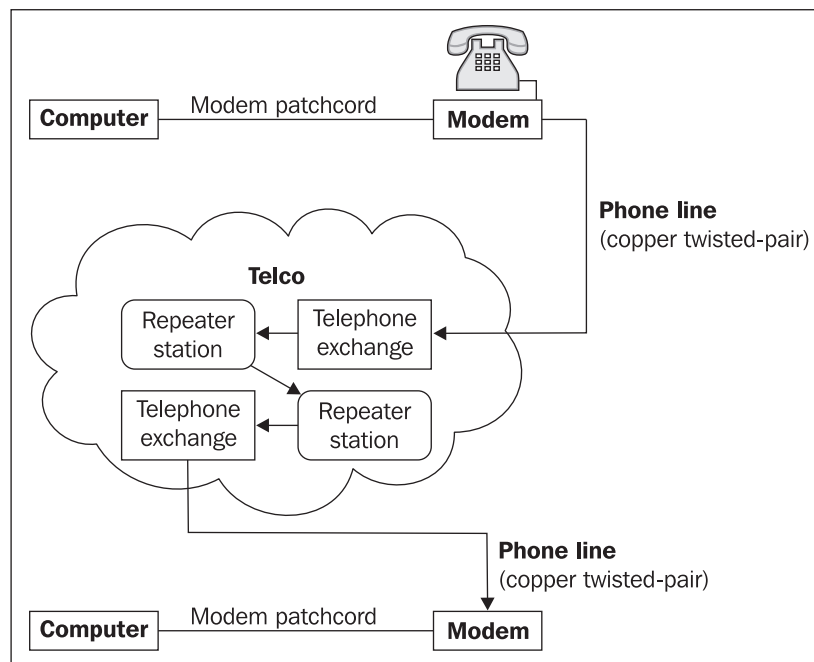 Computer
Modem patchcord
Modem
Phone line
(copper twisted-pair)
Telco
Repeater
station
Telephone
exchange
Telephone
exchange
Repeater
station
Phone line
(copper twisted-pair)
Computer
Modem patchcord
Modem